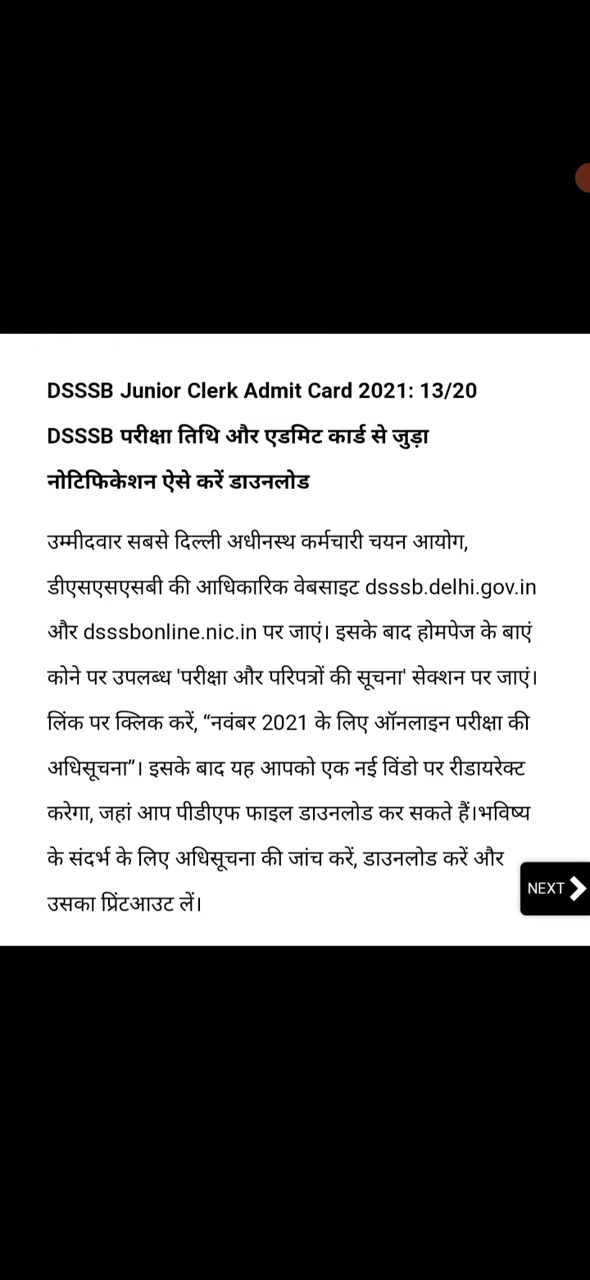 DSSSB Junior Clerk Admit Card 2021: 13/20
DSSSB परीक्षा तिथि और एडमिट कार्ड से जुड़ा
नोटिफिकेशन ऐसे करें डाउनलोड
उम्मीदवार सबसे दिल्ली अधीनस्थ कर्मचारी चयन आयोग,
डीएसएसएसबी की आधिकारिक वेबसाइट dsssb.delhi.gov.in
और dsssbonline.nic.in पर जाएं। इसके बाद होमपेज के बाएं
कोने पर उपलब्ध 'परीक्षा और परिपत्रों की सूचना' सेक्शन पर जाएं।
लिंक पर क्लिक करें, “नवंबर 2021 के लिए ऑनलाइन परीक्षा की
अधिसूचना”। इसके बाद यह आपको एक नई विंडो पर रीडायरेक्ट
करेगा, जहां आप पीडीएफ फाइल डाउनलोड कर सकते हैं।भविष्य
के संदर्भ के लिए अधिसूचना की जांच करें, डाउनलोड करें और
उसका प्रिंटआउट लें।
NEXT